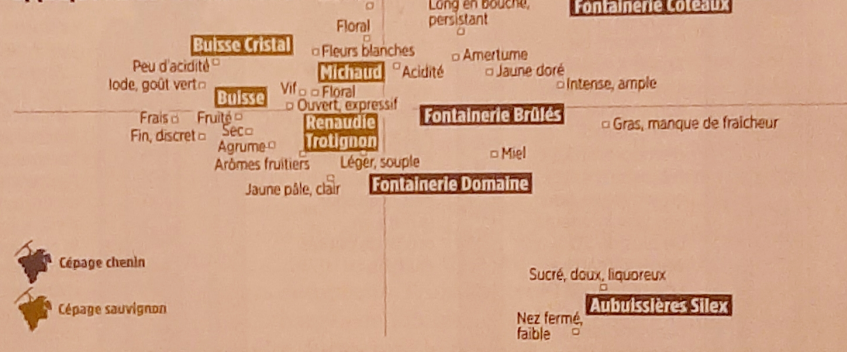 Long en bouche,
persistant
Fontainerie Coteaux
Floral
Buisse Cristal
Fleurs blanches
Amertume
Peu d'acidité
Michaud
Acidité
Jaune doré
Iode, goût vert
Vif
Floral
Intense, ample
Buisse
Ouvert, expressif
Frais
Fruité
Renaudie
Trotignon
Fontainerie Brûlés
Gras, manque de fraîcheur
Fin, discret
Sec
Agrume
Miel
Arômes fruitiers
Léger, souple
Jaune pâle, clair
Fontainerie Domaine
Cépage chenin
Sucré, doux, liquoreux
Cépage sauvignon
Aubuissières Silex
Nez fermé,
faible